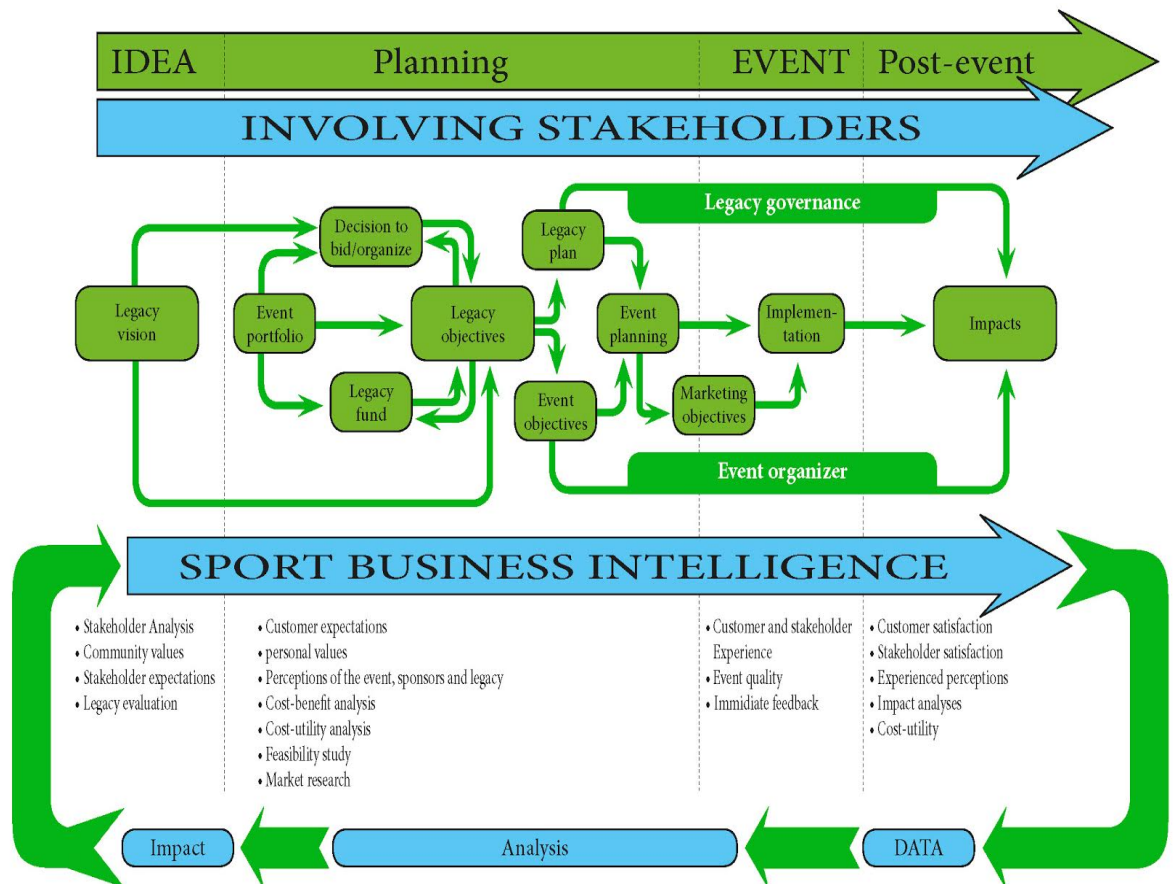 IDEA
Planning
EVENT
Post-event
INVOLVING STAKEHOLDERS
Legacy governance
Decision to
bid/organize
Legacy
plan
Legacy
vision
Event
portfolio
Legacy
objectives
Event
planning
Implemen-
tation
Impacts
Legacy
fund
Event
objectives
Marketing
objectives
Event organizer
SPORT BUSINESS INTELLIGENCE
• Stakeholder Analysis
• Community values
• Stakeholder expectations
• Legacy evaluation
• Customer expectations
• personal values
• Perceptions of the event, sponsors and legacy
• Cost-benefit analysis
• Cost-utility analysis
• Feasibility study
• Market research
• Customer and stakeholder
Experience
• Event quality
• Immidiate feedback
• Customer satisfaction
• Stakeholder satisfaction
• Experienced perceptions
• Impact analyses
• Cost-utility
Impact
Analysis
DATA